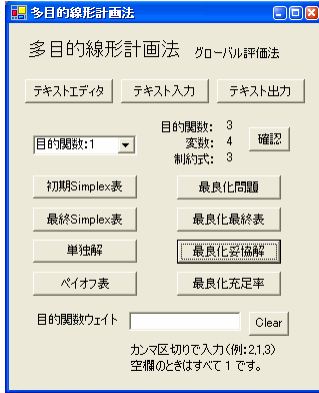 多目的線形計画法
多目的線形計画法 グローバル評価法
テキストエディタ テキスト入力 テキスト出力
目的関数: 3
目的関数:1 変数: 4 確認
制約式: 3
初期Simplex表 最良化問題
最終Simplex表 最良化最終表
単独解 最良化妥協解
ペイオフ表 最良化充足率
目的関数ウェイト Clear
カンマ区切りで入力(例:2,1,3)
空欄のときはすべて 1 です。